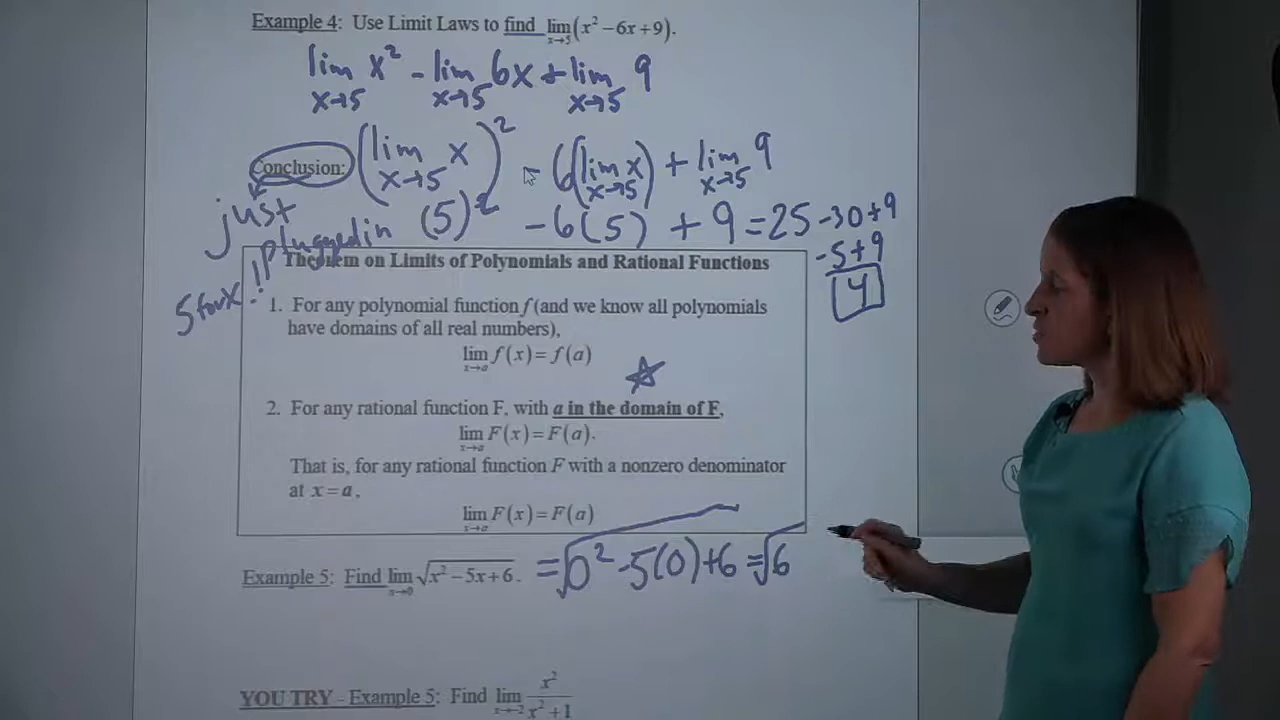 Example 4: Use Limit Laws to find lim x→5 (x² − 6x + 9).
lim x→5 x² - lim x→5 6x + lim x→5 9
Conclusion: (lim x→5 x)² - 6(lim x→5 x) + lim x→5 9
just plugged in 5 for x!!
(5)² - 6(5) + 9 = 25 - 30 + 9
-5 + 9
4
Theorem on Limits of Polynomials and Rational Functions
1. For any polynomial function f (and we know all polynomials
have domains of all real numbers),
lim x→a f(x) = f(a)
2. For any rational function F, with a in the domain of F,
lim x→a F(x) = F(a).
That is, for any rational function F with a nonzero denominator
at x = a,
lim x→a F(x) = F(a)
Example 5: Find lim x→0 √(x² − 5x + 6). = √(0² - 5(0) + 6) = √6
YOU TRY - Example 5: Find lim x→-2 x²/(x² + 1)